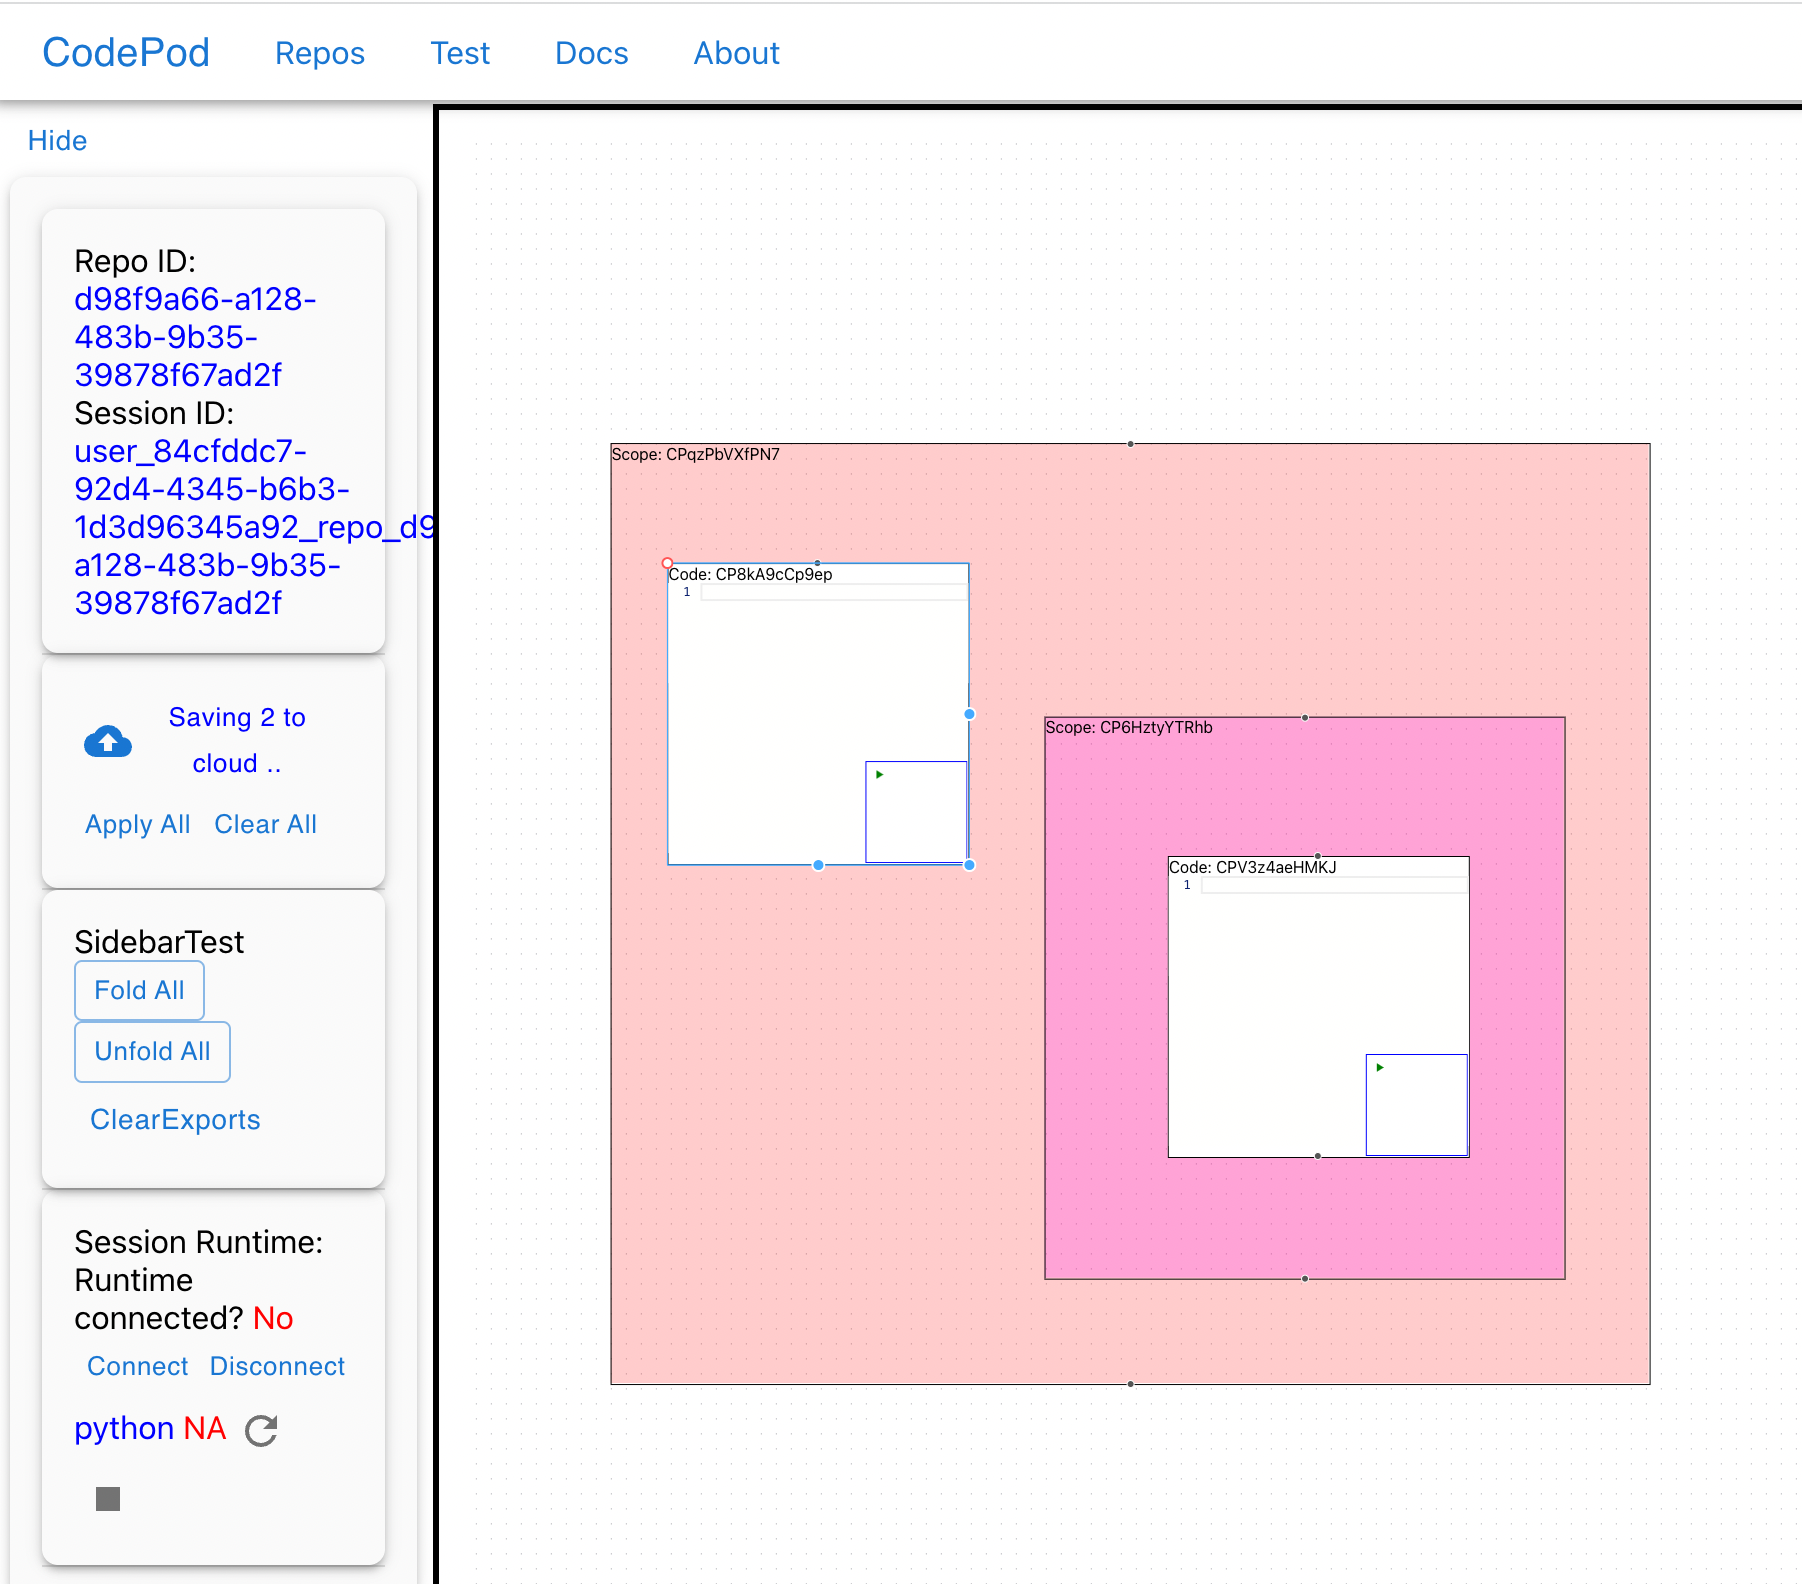 CodePod Repos Test Docs About
Hide
Repo ID:
d98f9a66-a128-
483b-9b35-
39878f67ad2f
Session ID:
user_84cfddc7-
92d4-4345-b6b3-
1d3d96345a92_repo_d9
a128-483b-9b35-
39878f67ad2f
Saving 2 to
cloud ..
Apply All Clear All
SidebarTest
Fold All
Unfold All
ClearExports
Session Runtime:
Runtime
connected? No
Connect Disconnect
python NA
Scope: CPqzPbVXfPN7
Code: CP8kA9cCp9ep
1
Scope: CP6HztyYTRhb
Code: CPV3z4aeHMKJ
1